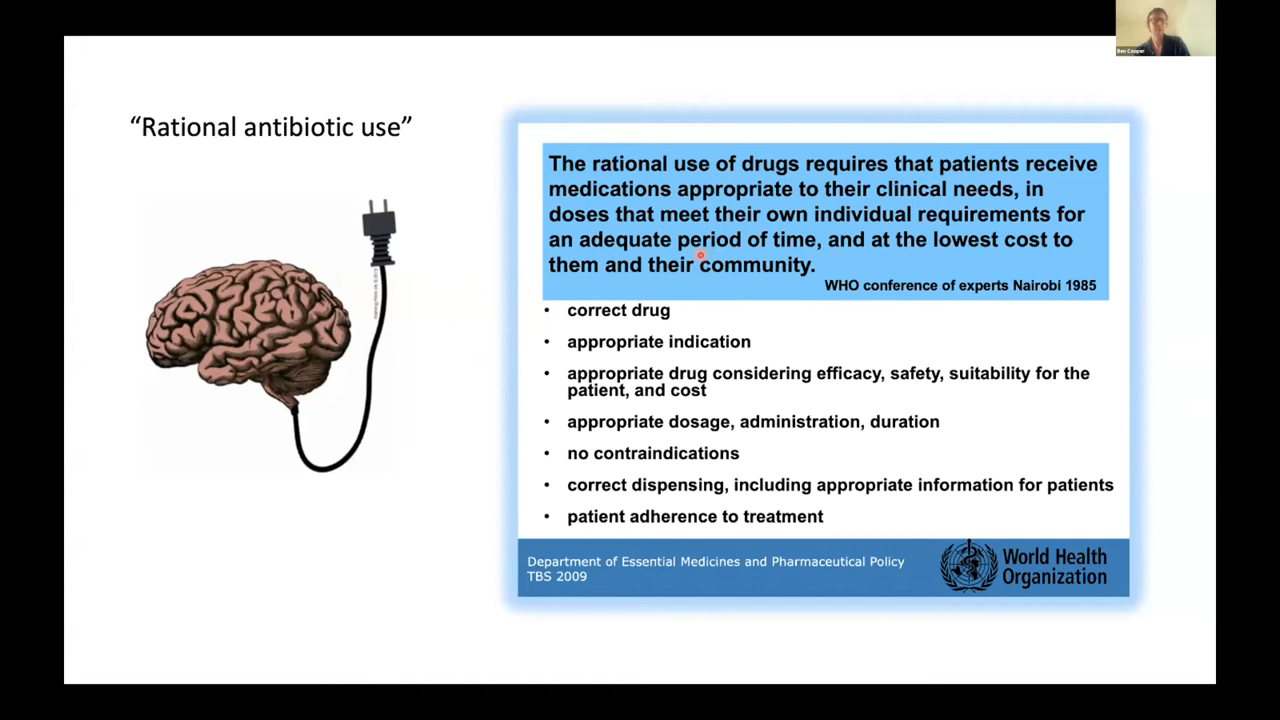 Ben Cooper
“Rational antibiotic use”
The rational use of drugs requires that patients receive
medications appropriate to their clinical needs, in
doses that meet their own individual requirements for
an adequate period of time, and at the lowest cost to
them and their community.
WHO conference of experts Nairobi 1985
• correct drug
• appropriate indication
• appropriate drug considering efficacy, safety, suitability for the
patient, and cost
• appropriate dosage, administration, duration
• no contraindications
• correct dispensing, including appropriate information for patients
• patient adherence to treatment
Department of Essential Medicines and Pharmaceutical Policy
TBS 2009
World Health
Organization